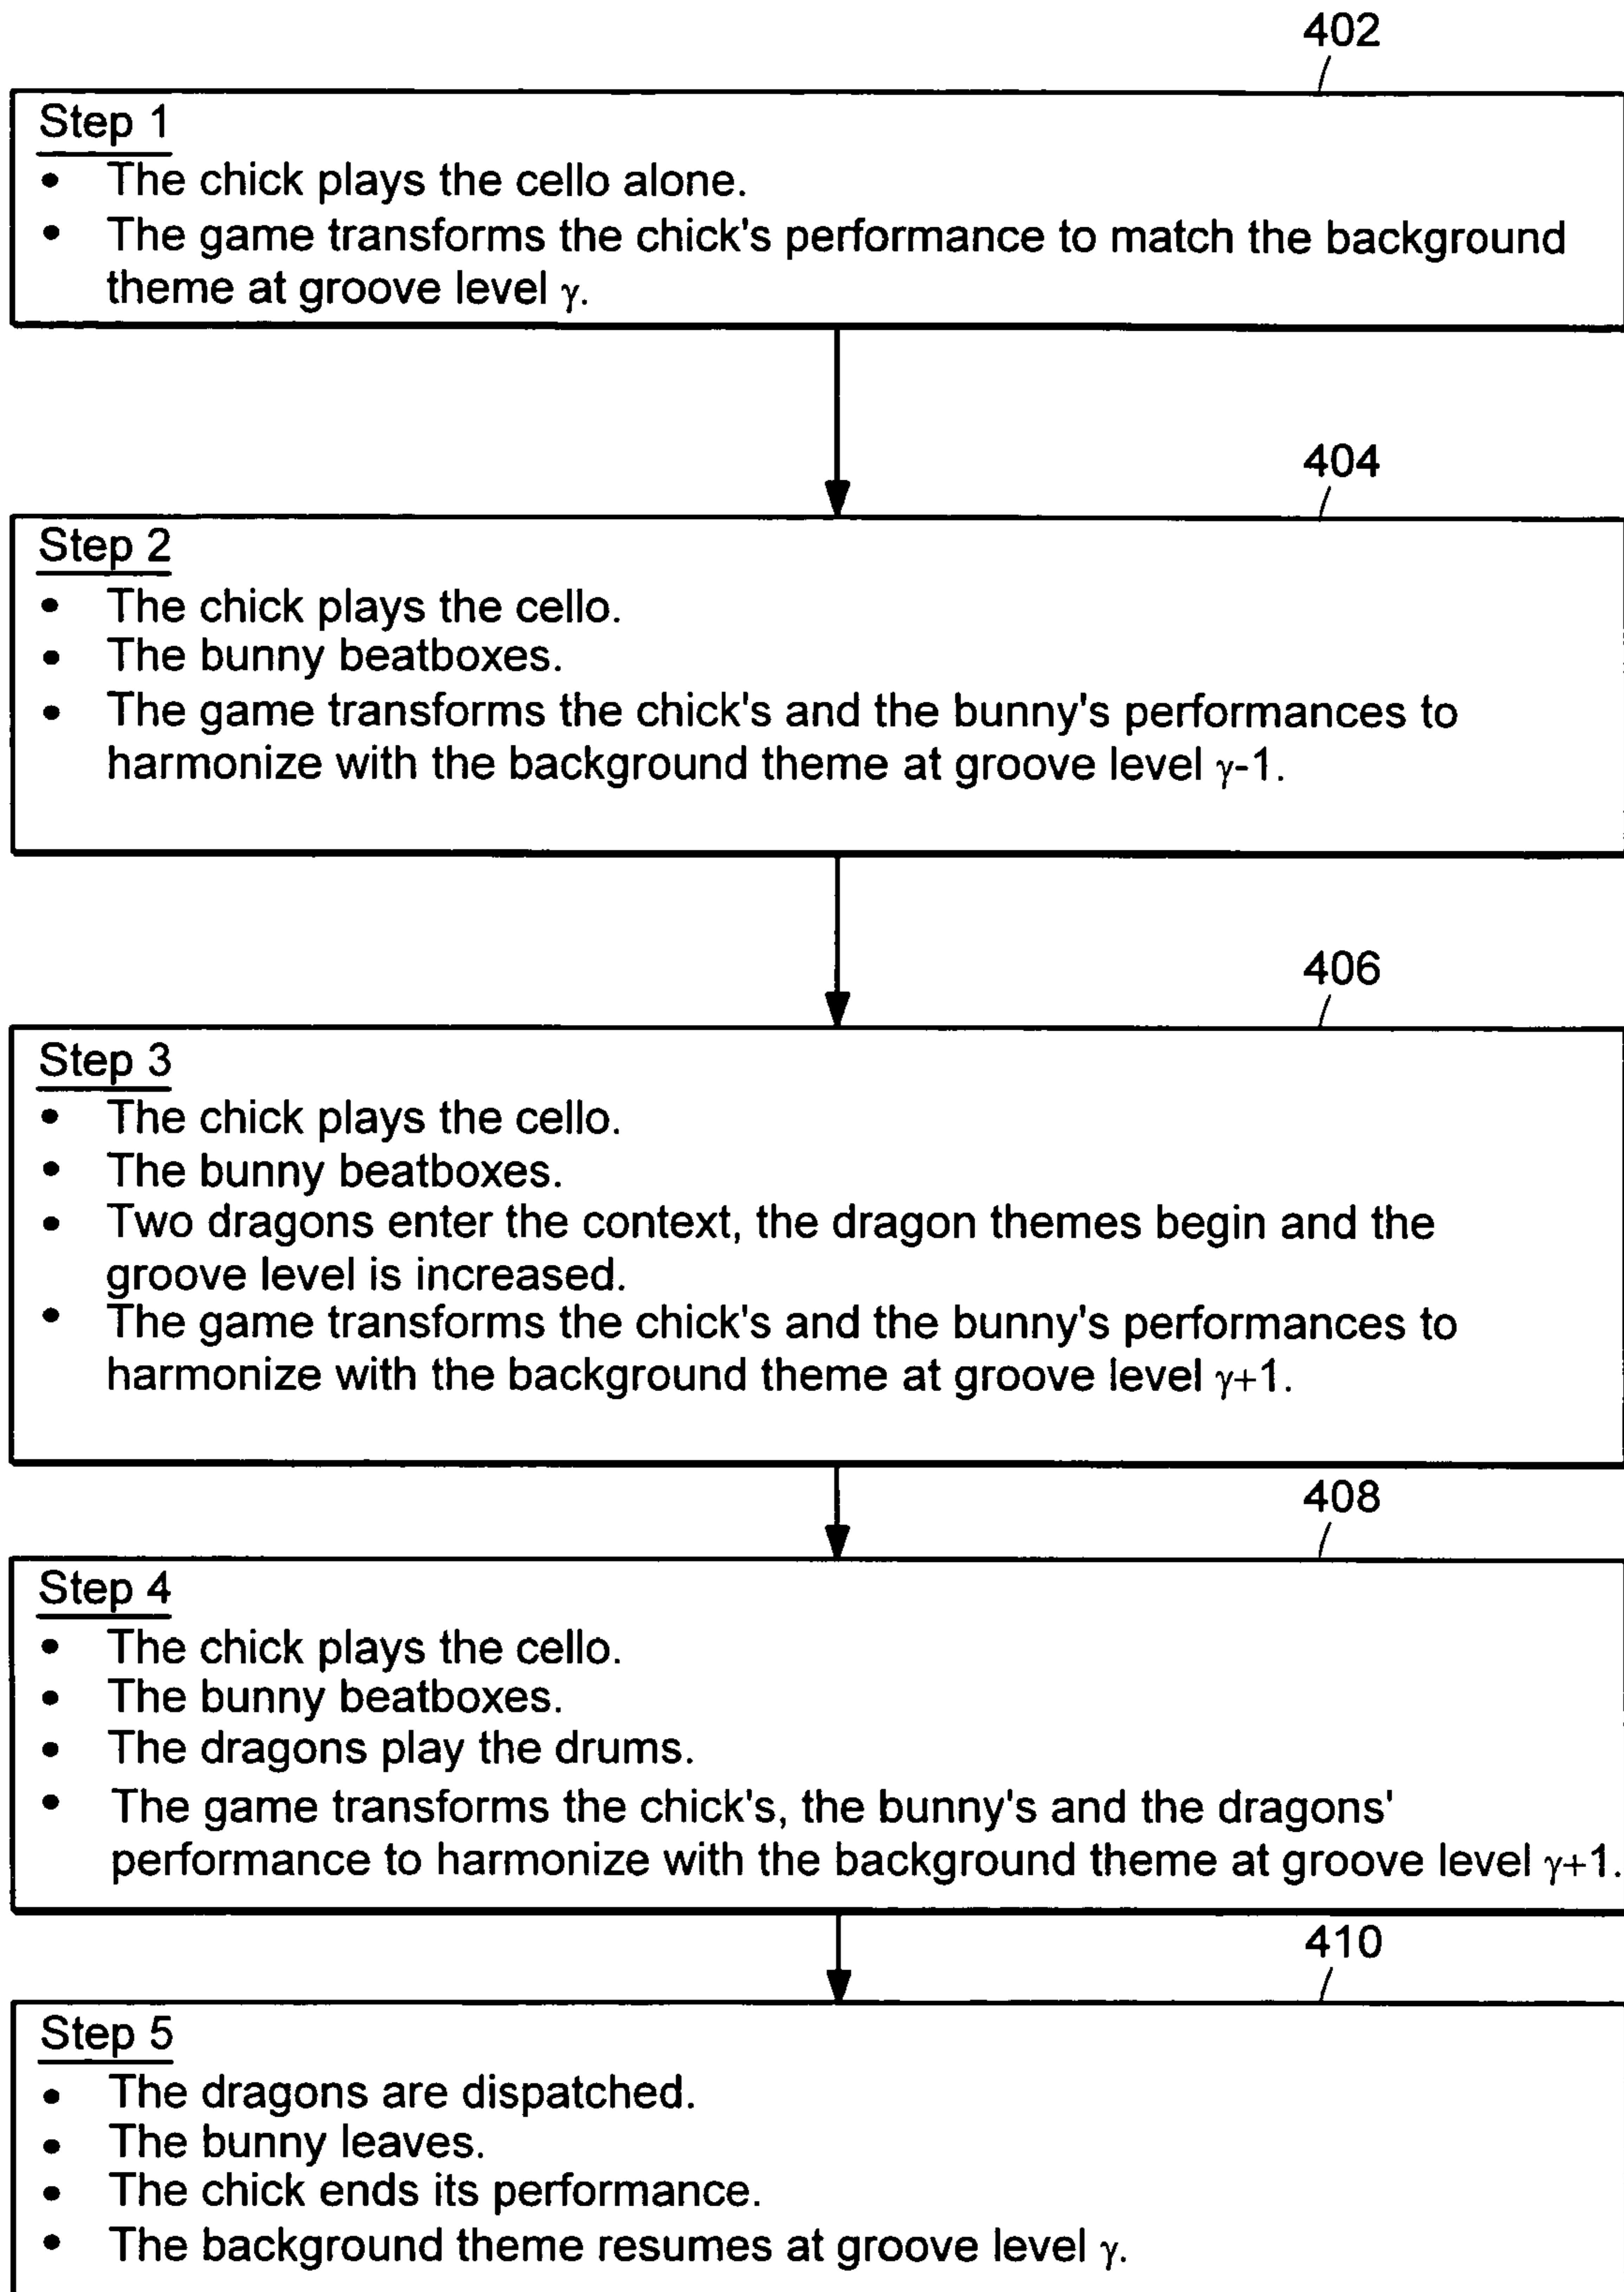 402
Step 1
• The chick plays the cello alone.
• The game transforms the chick's performance to match the background
theme at groove level γ.
404
Step 2
• The chick plays the cello.
• The bunny beatboxes.
• The game transforms the chick's and the bunny's performances to
harmonize with the background theme at groove level γ-1.
406
Step 3
• The chick plays the cello.
• The bunny beatboxes.
• Two dragons enter the context, the dragon themes begin and the
groove level is increased.
• The game transforms the chick's and the bunny's performances to
harmonize with the background theme at groove level γ+1.
408
Step 4
• The chick plays the cello.
• The bunny beatboxes.
• The dragons play the drums.
• The game transforms the chick's, the bunny's and the dragons'
performance to harmonize with the background theme at groove level γ+1.
410
Step 5
• The dragons are dispatched.
• The bunny leaves.
• The chick ends its performance.
• The background theme resumes at groove level γ.